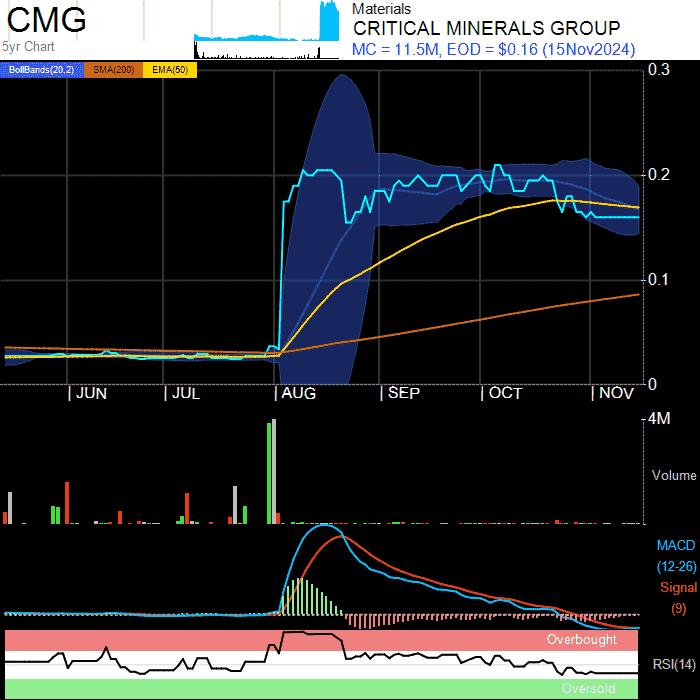 CMG
5yr Chart
Materials
CRITICAL MINERALS GROUP
MC = 11.5M, EOD = $0.16 (15Nov2024)
BollBands(20,2) SMA(200) EMA(50)
0.3
0.2
0.1
0
JUN JUL AUG SEP OCT NOV
4M
Volume
MACD
(12-26)
Signal
(9)
Overbought
RSI(14)
Oversold